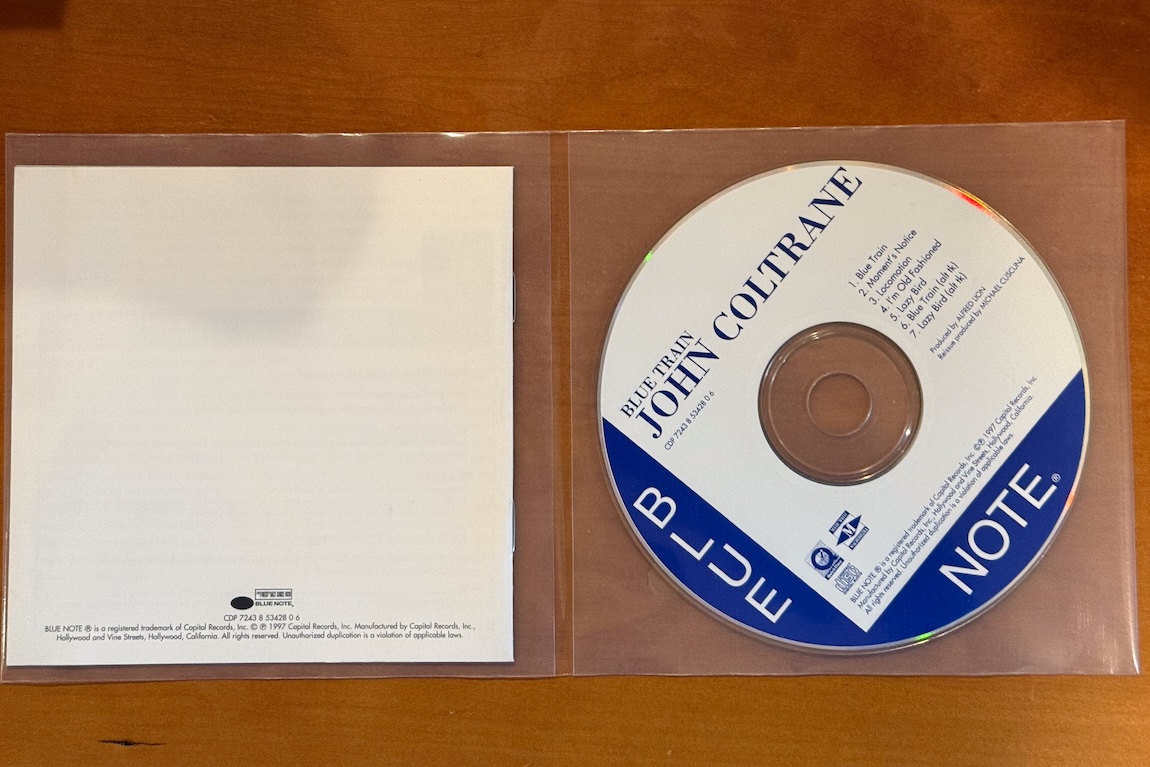 BLUE NOTE.
CDP 7243 8 53428 0 6
BLUE NOTE ® is a registered trademark of Capitol Records, Inc. © ℗ 1997 Capitol Records, Inc. Manufactured by Capitol Records, Inc.,
Hollywood and Vine Streets, Hollywood, California. All rights reserved. Unauthorized duplication is a violation of applicable laws.
BLUE TRAIN
JOHN COLTRANE
CDP 7243 8 53428 0 6
1. Blue Train
2. Moment's Notice
3. Locomotion
4. I'm Old Fashioned
5. Lazy Bird
6. Blue Train (alt tk)
7. Lazy Bird (alt tk)
Produced by ALFRED LION
Reissue produced by MICHAEL CUSCUNA
BLUE NOTE ® is a registered trademark of Capitol Records, Inc. © ℗ 1997 Capitol Records, Inc.
Manufactured by Capitol Records, Inc., Hollywood and Vine Streets, Hollywood, California.
All rights reserved. Unauthorized duplication is a violation of applicable laws.
BLUE
NOTE®